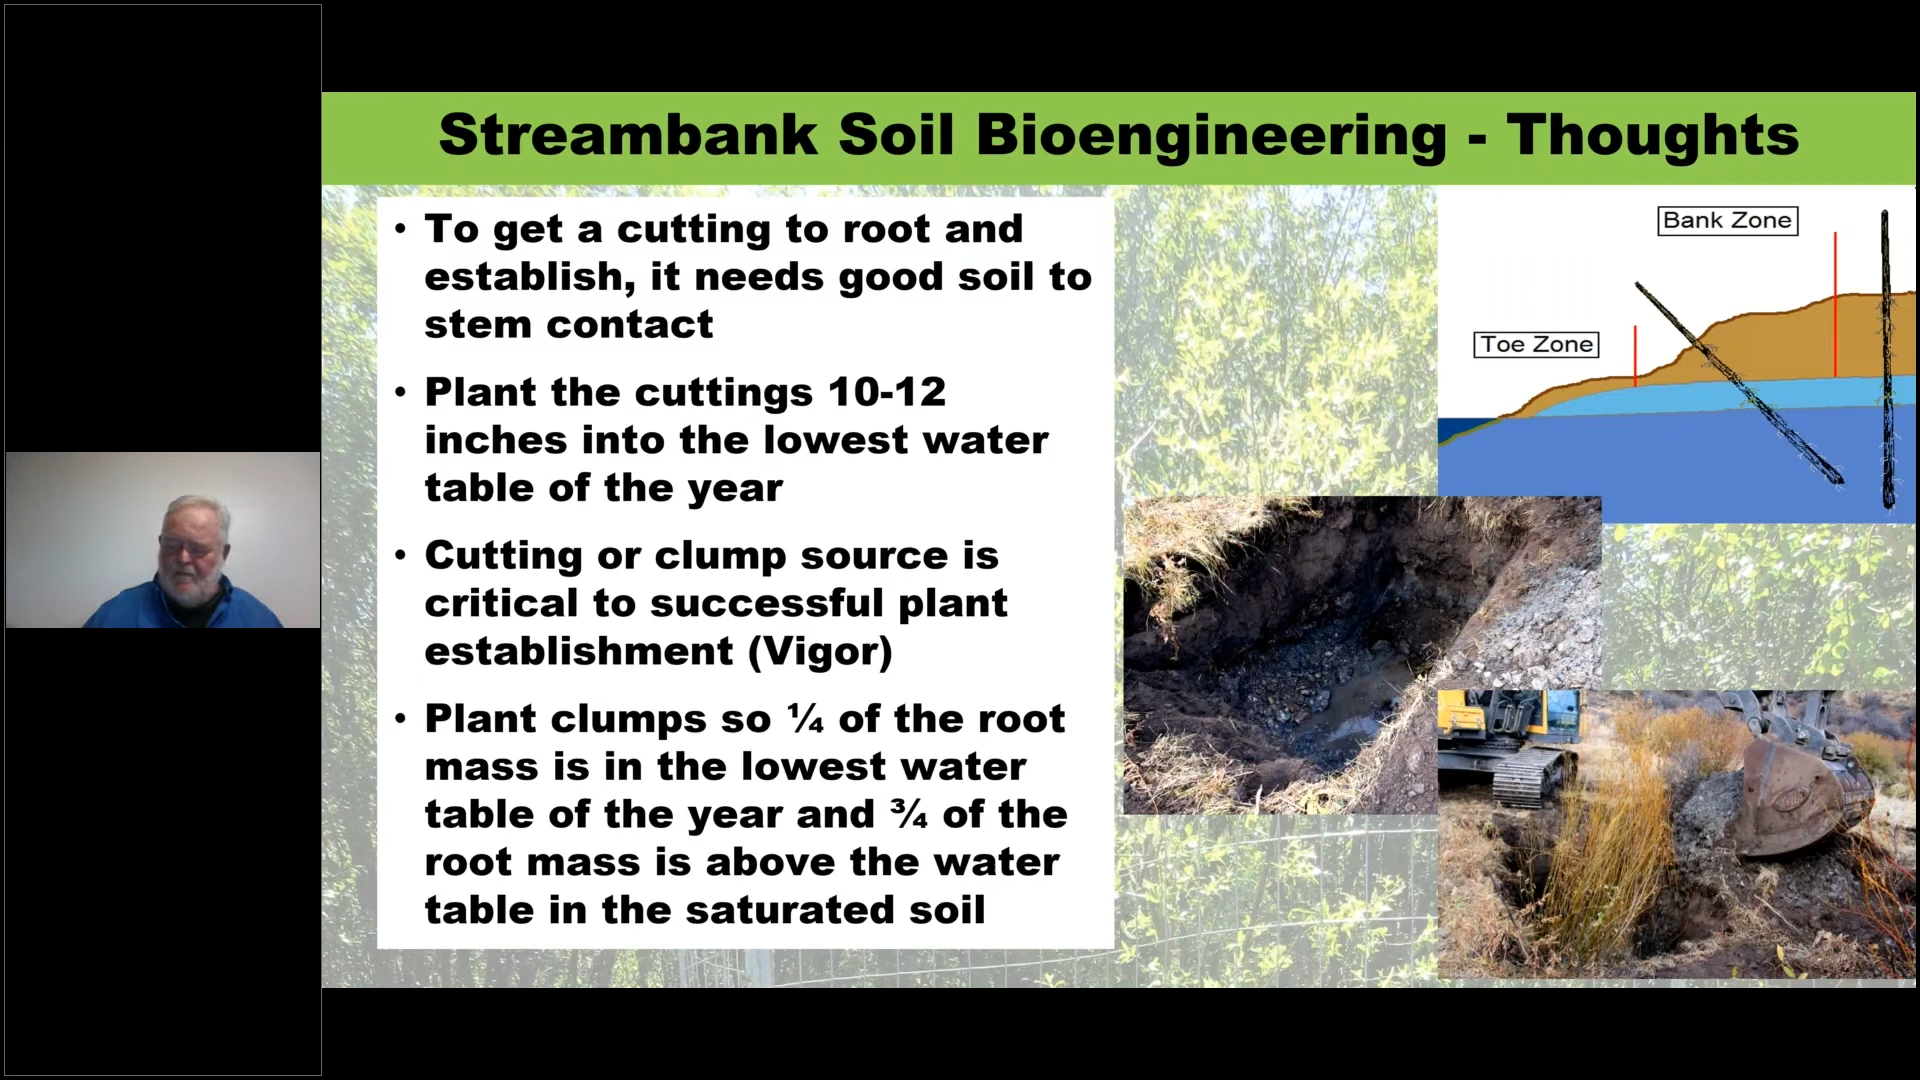 Streambank Soil Bioengineering - Thoughts
• To get a cutting to root and
establish, it needs good soil to
stem contact
• Plant the cuttings 10-12
inches into the lowest water
table of the year
• Cutting or clump source is
critical to successful plant
establishment (Vigor)
• Plant clumps so ¼ of the root
mass is in the lowest water
table of the year and ¾ of the
root mass is above the water
table in the saturated soil
Bank Zone
Toe Zone